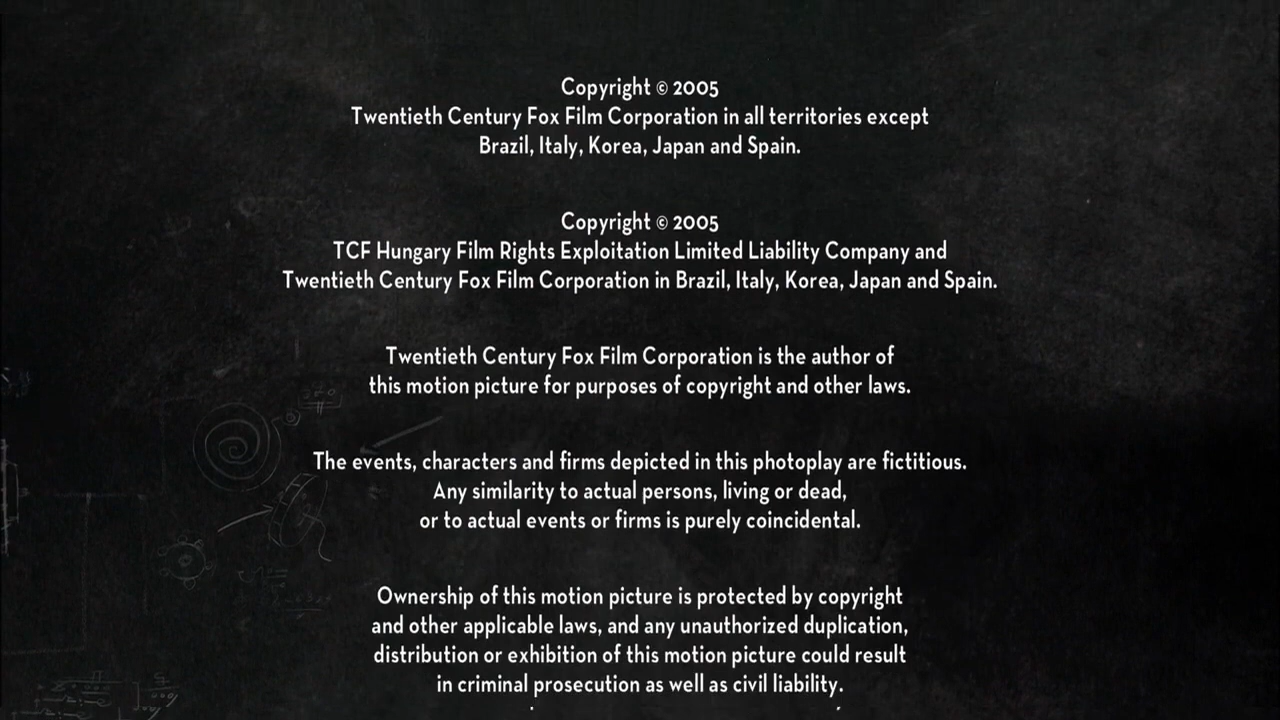 Copyright © 2005
Twentieth Century Fox Film Corporation in all territories except
Brazil, Italy, Korea, Japan and Spain.
Copyright © 2005
TCF Hungary Film Rights Exploitation Limited Liability Company and
Twentieth Century Fox Film Corporation in Brazil, Italy, Korea, Japan and Spain.
Twentieth Century Fox Film Corporation is the author of
this motion picture for purposes of copyright and other laws.
The events, characters and firms depicted in this photoplay are fictitious.
Any similarity to actual persons, living or dead,
or to actual events or firms is purely coincidental.
Ownership of this motion picture is protected by copyright
and other applicable laws, and any unauthorized duplication,
distribution or exhibition of this motion picture could result
in criminal prosecution as well as civil liability.